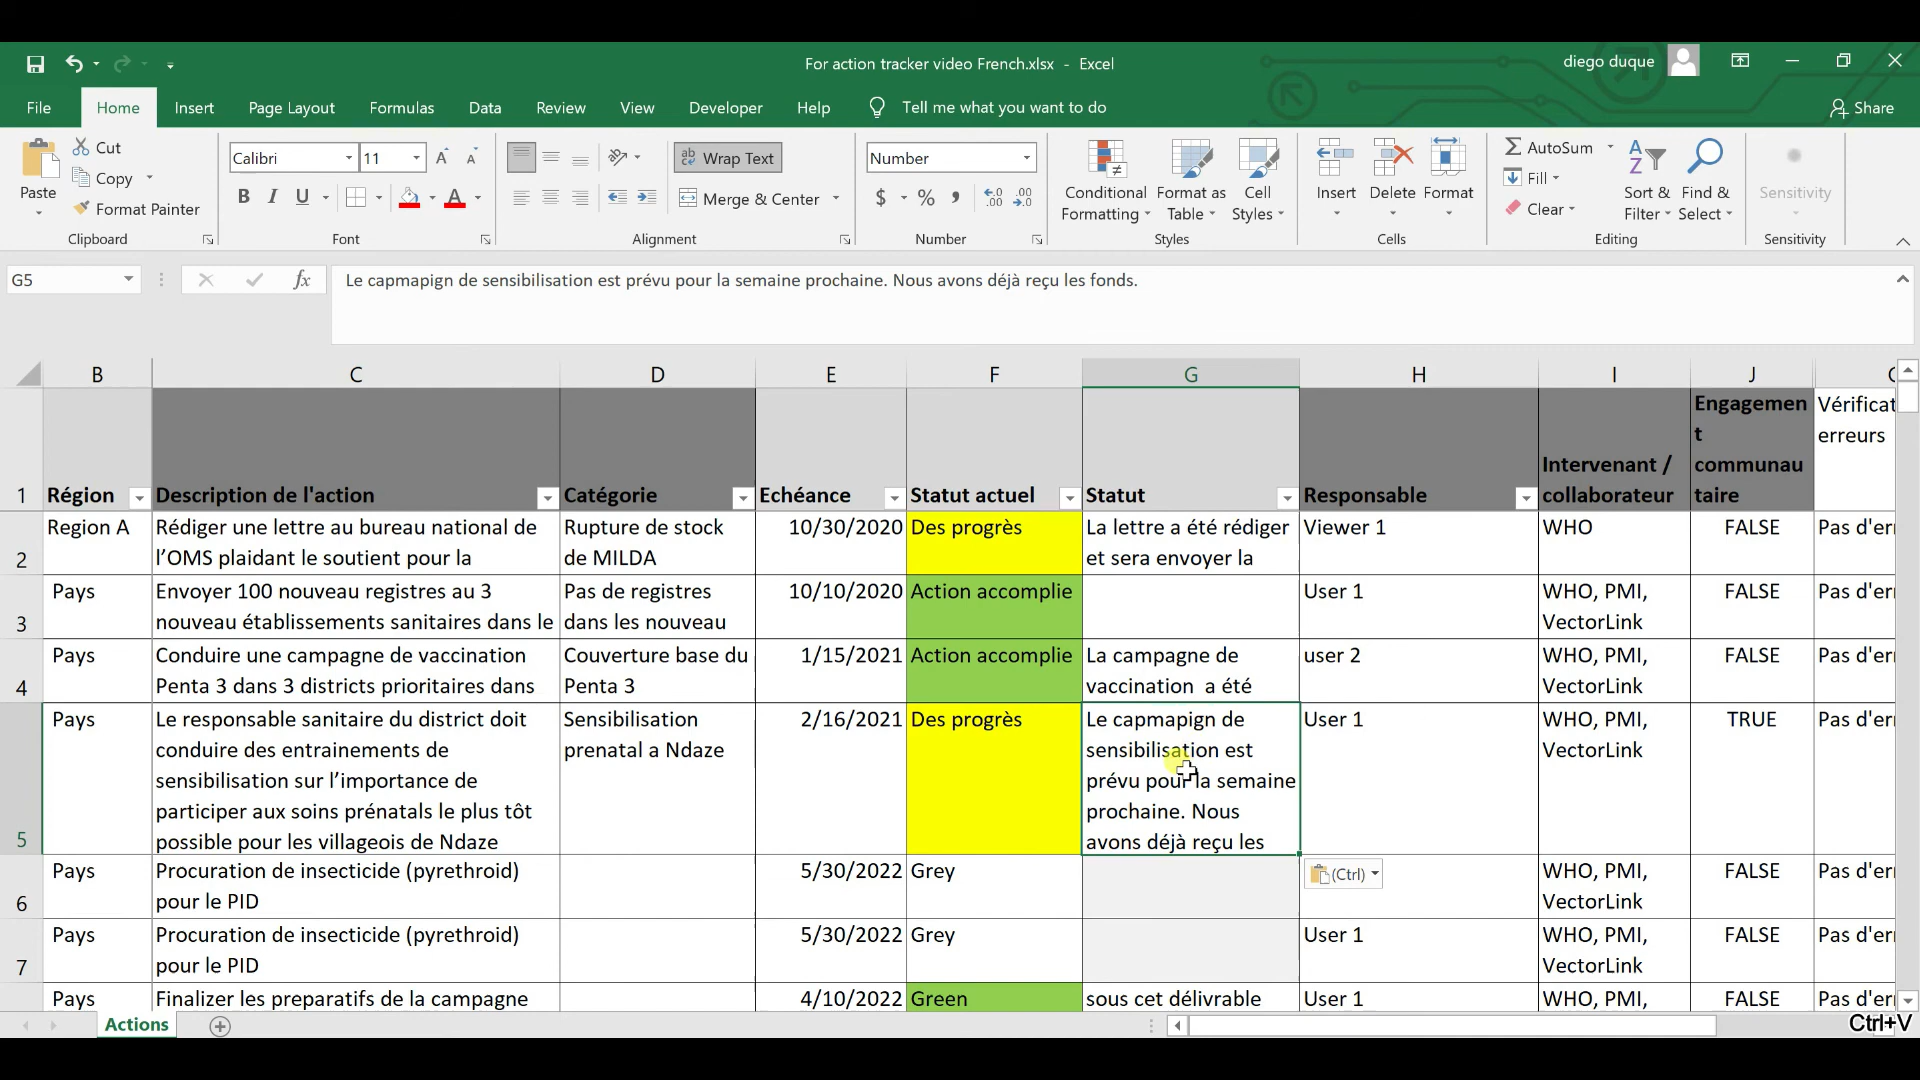 For action tracker video French.xlsx - Excel
diego duque
File Home Insert Page Layout Formulas Data Review View Developer Help Tell me what you want to do Share
Paste
Cut
Copy
Format Painter
Clipboard
Calibri 11
B I U
Font
Wrap Text
Merge & Center
Alignment
Number
$ %
Number
Conditional Formatting
Format as Table
Cell Styles
Styles
Insert Delete Format
Cells
AutoSum
Fill
Clear
Sort & Filter
Find & Select
Editing
Sensitivity
Sensitivity
G5 fx Le capmapign de sensibilisation est prévu pour la semaine prochaine. Nous avons déjà reçu les fonds.
B C D E F G H I J
1 Région Description de l'action Catégorie Echéance Statut actuel Statut Responsable
Intervenant /
collaborateur
Engagemen
t
communau
taire
Vérificat
erreurs
2 Region A
Rédiger une lettre au bureau national de
l’OMS plaidant le soutient pour la
Rupture de stock
de MILDA
10/30/2020 Des progrès
La lettre a été rédiger
et sera envoyer la
Viewer 1 WHO FALSE Pas d'er
3 Pays
Envoyer 100 nouveau registres au 3
nouveau établissements sanitaires dans le
Pas de registres
dans les nouveau
10/10/2020 Action accomplie User 1
WHO, PMI,
VectorLink
FALSE Pas d'er
4 Pays
Conduire une campagne de vaccination
Penta 3 dans 3 districts prioritaires dans
Couverture base du
Penta 3
1/15/2021 Action accomplie
La campagne de
vaccination a été
user 2
WHO, PMI,
VectorLink
FALSE Pas d'er
5 Pays
Le responsable sanitaire du district doit
conduire des entrainements de
sensibilisation sur l’importance de
participer aux soins prénatals le plus tôt
possible pour les villageois de Ndaze
Sensibilisation
prenatal a Ndaze
2/16/2021 Des progrès
Le capmapign de
sensibilisation est
prévu pour la semaine
prochaine. Nous
avons déjà reçu les
User 1
WHO, PMI,
VectorLink
TRUE Pas d'er
6 Pays
Procuration de insecticide (pyrethroid)
pour le PID
5/30/2022 Grey
(Ctrl)
WHO, PMI,
VectorLink
FALSE Pas d'er
7 Pays
Procuration de insecticide (pyrethroid)
pour le PID
5/30/2022 Grey User 1
WHO, PMI,
VectorLink
FALSE Pas d'er
Pays Finalizer les preparatifs de la campagne 4/10/2022 Green sous cet délivrable User 1 WHO, PMI, FALSE Pas d'er
Actions
Ctrl+V